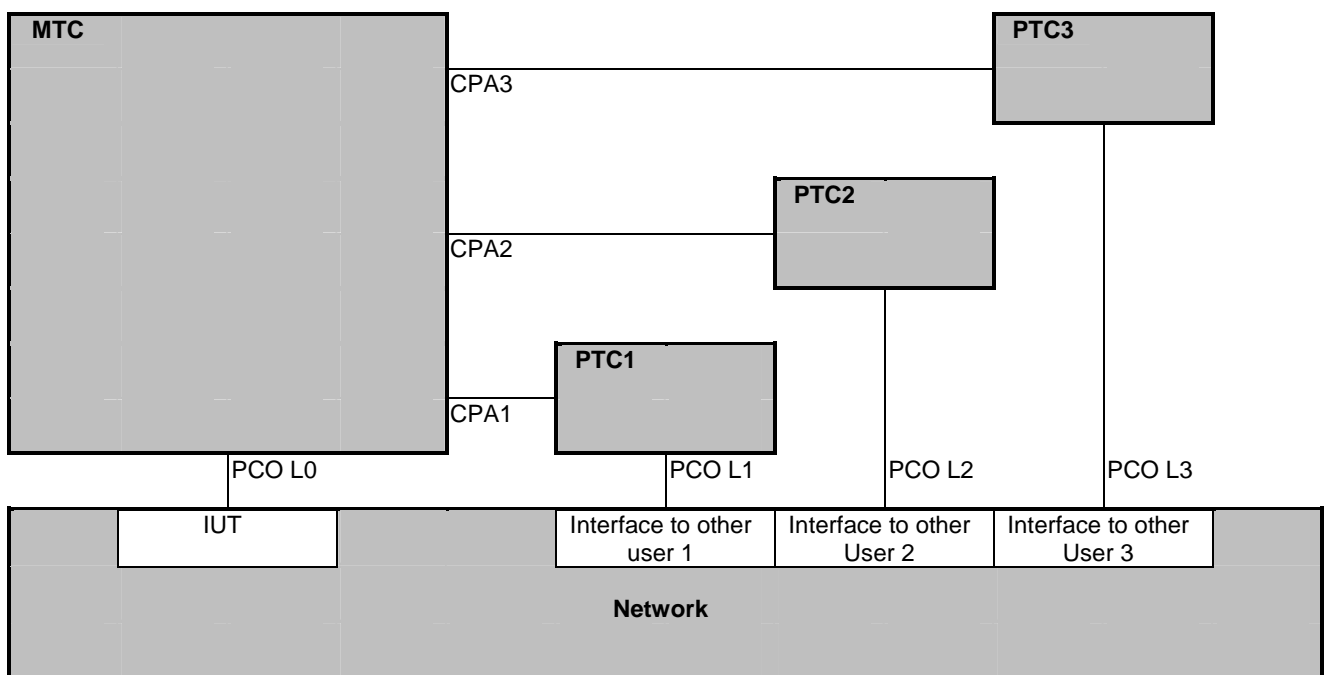 MTC
PTC3
CPA3
PTC2
CPA2
PTC1
CPA1
PCO L0
PCO L1
PCO L2
PCO L3
IUT
Interface to other
user 1
Interface to other
User 2
Interface to other
User 3
Network